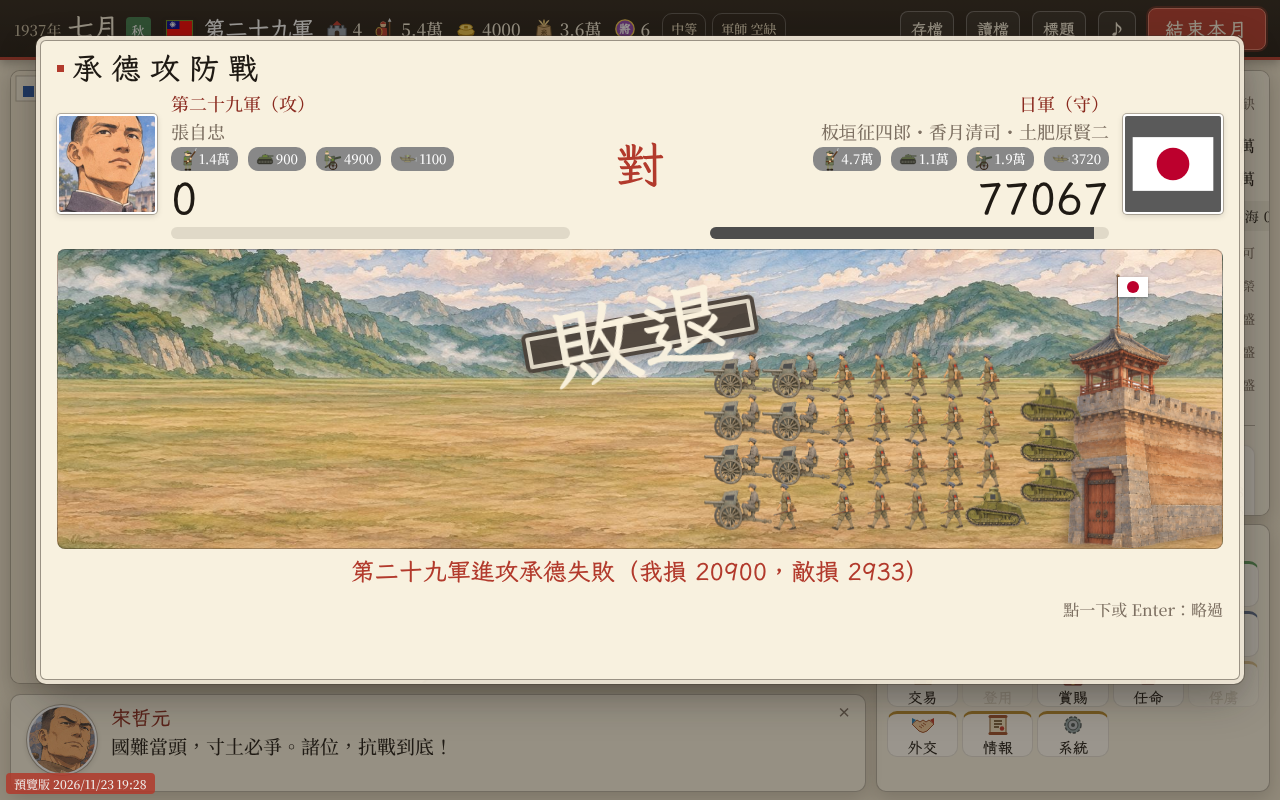 1937年 七月 秋 第二十九軍 4 5.4萬 4000 3.6萬 將 6 中等 軍師 空缺 存檔 讀檔 標題 ♪ 結束本月
承德攻防戰
第二十九軍（攻）
張自忠
1.4萬 900 4900 1100
0
對
日軍（守）
板垣征四郎・香月清司・土肥原賢二
4.7萬 1.1萬 1.9萬 3720
77067
敗退
第二十九軍進攻承德失敗（我損 20900，敵損 2933）
點一下或 Enter：略過
宋哲元
國難當頭，寸土必爭。諸位，抗戰到底！
×
交易 登用 賞賜 任命 俘虜
外交 情報 系統
預覽版 2026/11/23 19:28